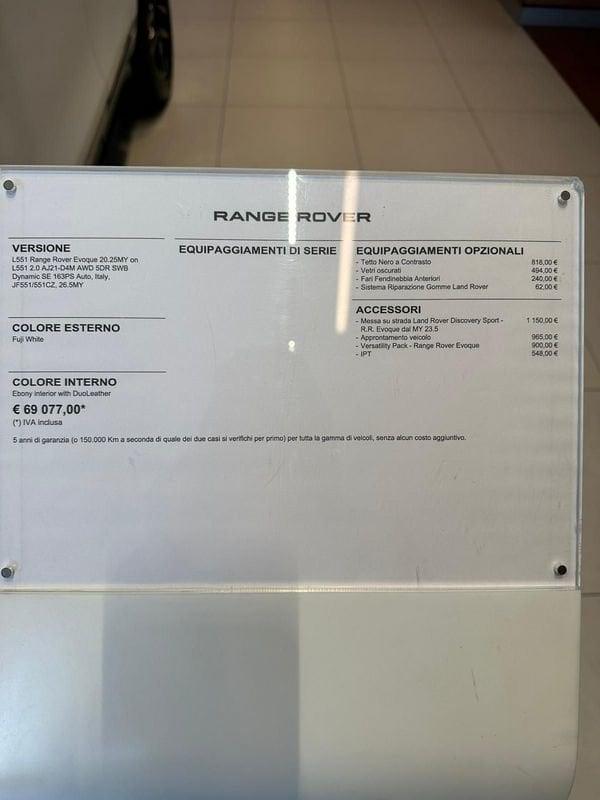 RANGE ROVER
VERSIONE
L551 Range Rover Evoque 20.25MY on
L551 2.0 AJ21-D4M AWD 5DR SWB
Dynamic SE 163PS Auto, Italy,
JF551/551CZ, 26.5MY
COLORE ESTERNO
Fuji White
COLORE INTERNO
Ebony interior with DuoLeather
€ 69 077,00*
(*) IVA inclusa
EQUIPAGGIAMENTI DI SERIE
EQUIPAGGIAMENTI OPZIONALI
- Tetto Nero a Contrasto 818,00 €
- Vetri oscurati 494,00 €
- Fari Fendinebbia Anteriori 240,00 €
- Sistema Riparazione Gomme Land Rover 62,00 €
ACCESSORI
- Messa su strada Land Rover Discovery Sport - 1 150,00 €
R.R. Evoque dal MY 23.5
- Approntamento veicolo 965,00 €
- Versatility Pack - Range Rover Evoque 900,00 €
- IPT 548,00 €
5 anni di garanzia (o 150.000 Km a seconda di quale dei due casi si verifichi per primo) per tutta la gamma di veicoli, senza alcun costo aggiuntivo.